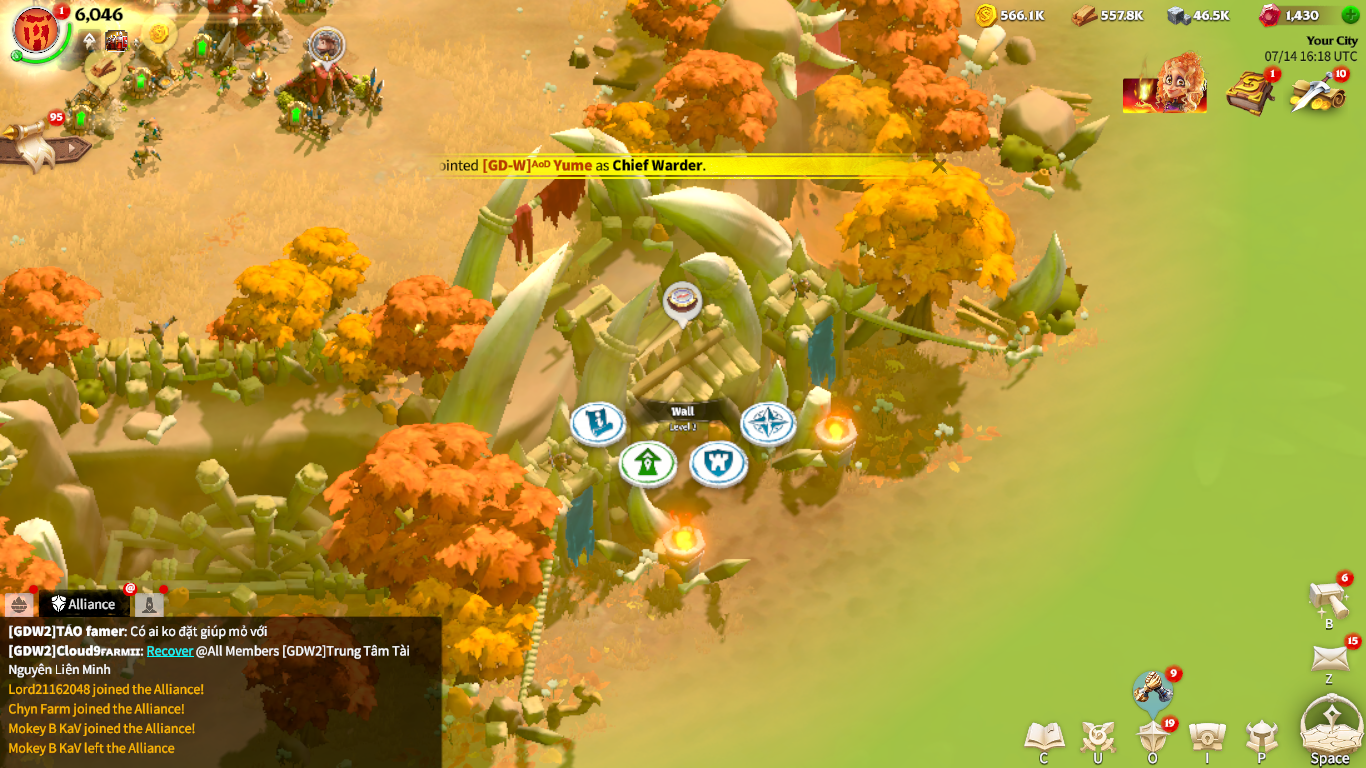 1
6,046
566.1K
557.8K
46.5K
1,430
Your City
07/14 16:18 UTC
1
10
95
ointed [GD-W]ᴬᵒᴰ Yume as Chief Warder.
Wall
Level 2
@
Alliance
[GDW2]TÁO famer: Có ai ko đặt giúp mỏ với
[GDW2]Cloud9ꜰᴀʀᴍɪɪ: Recover @All Members [GDW2]Trung Tâm Tài
Nguyên Liên Minh
Lord21162048 joined the Alliance!
Chyn Farm joined the Alliance!
Mokey B KaV joined the Alliance!
Mokey B KaV left the Alliance
6
B
15
Z
9
19
C
U
O
I
P
Space